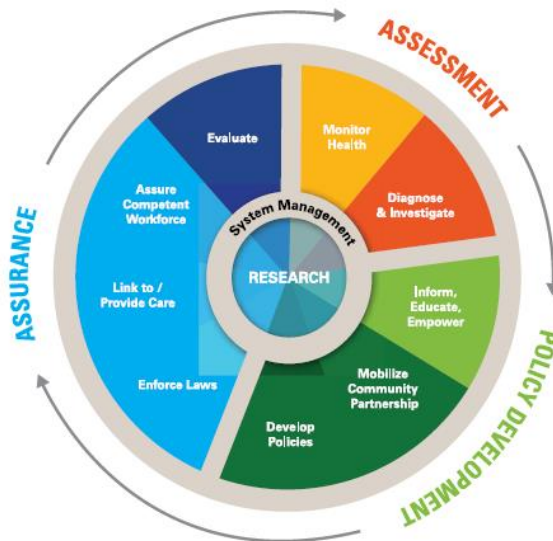 ASSESSMENT
Monitor
Health
Diagnose
& Investigate
POLICY DEVELOPMENT
Inform,
Educate,
Empower
Mobilize
Community
Partnership
Develop
Policies
ASSURANCE
Enforce Laws
Link to /
Provide Care
Assure
Competent
Workforce
Evaluate
System Management
RESEARCH